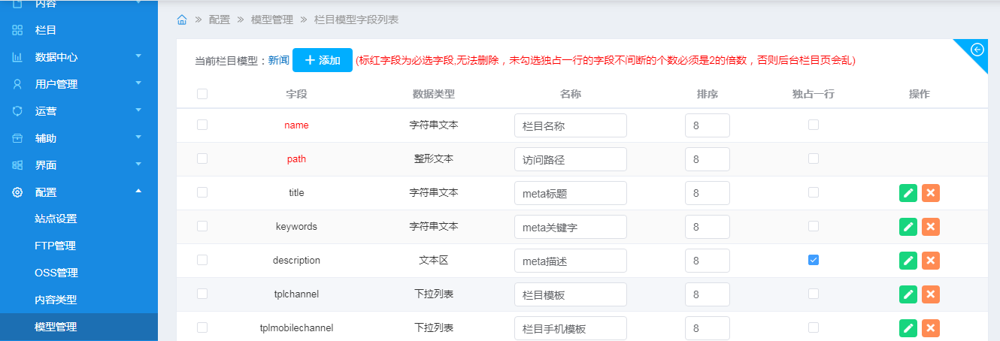 内容
栏目
数据中心
用户管理
运营
辅助
界面
配置
站点设置
FTP管理
OSS管理
内容类型
模型管理
配置 » 模型管理 » 栏目模型字段列表
当前栏目模型：新闻 添加 (标红字段为必选字段,无法删除，未勾选独占一行的字段不间断的个数必须是2的倍数，否则后台栏目页会乱)
字段 数据类型 名称 排序 独占一行 操作
name 字符串文本 栏目名称 8
path 整形文本 访问路径 8
title 字符串文本 meta标题 8
keywords 字符串文本 meta关键字 8
description 文本区 meta描述 8
tplchannel 下拉列表 栏目模板 8
tplmobilechannel 下拉列表 栏目手机模板 8